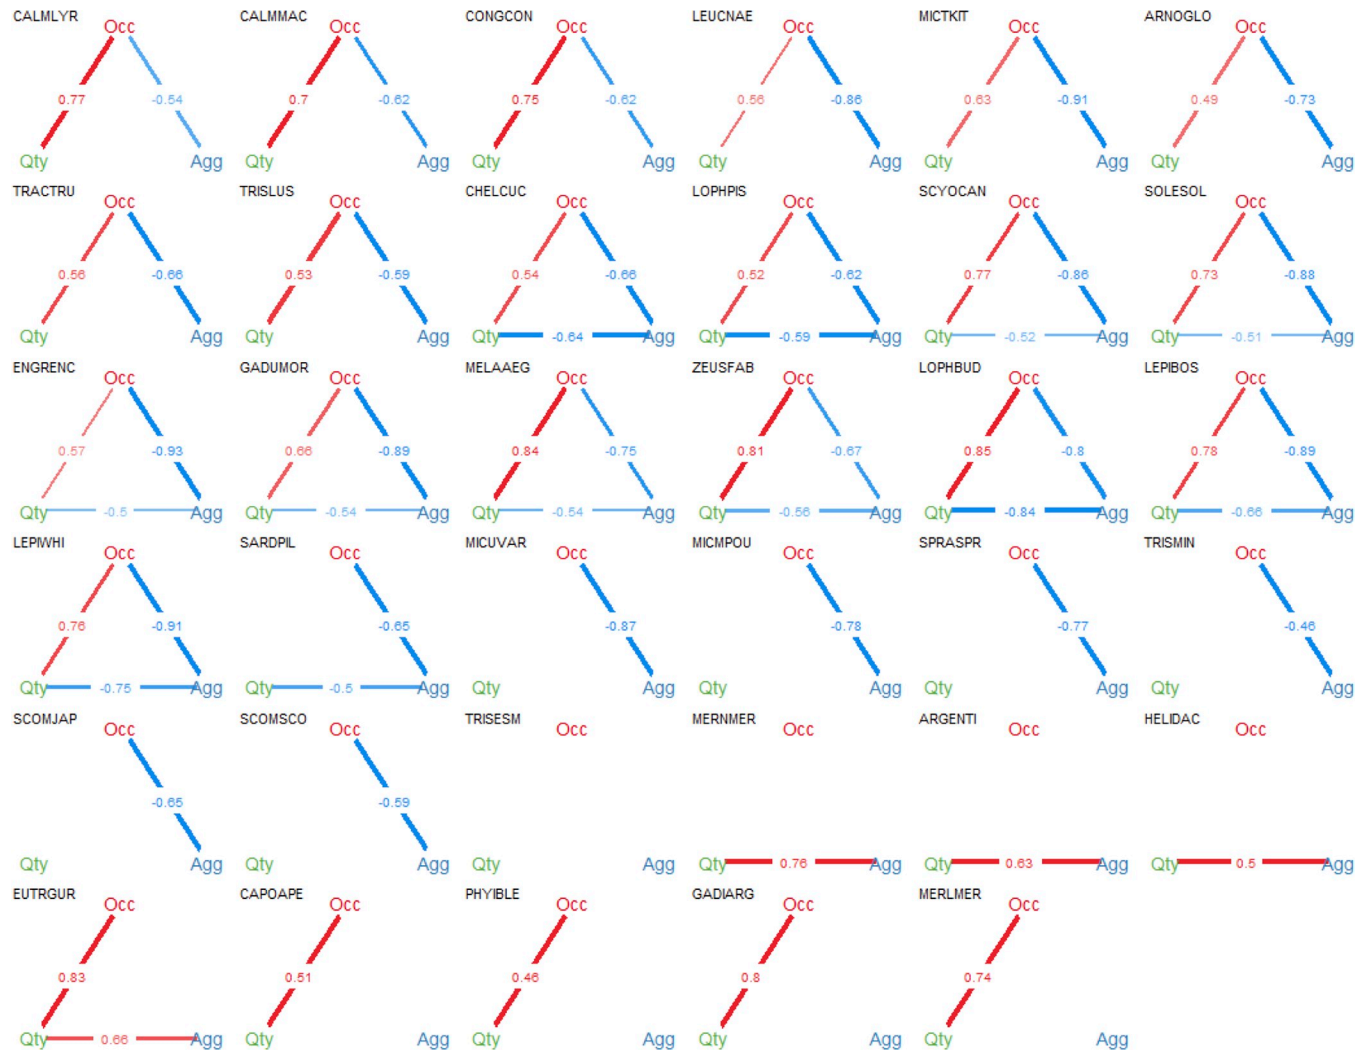 CALMLYR CALMMAC CONGCON LEUCNAE MICTKIT ARNOGLO
Occ Occ Occ Occ Occ Occ
0.77 -0.54 0.7 -0.62 0.75 -0.62 0.56 -0.86 0.63 -0.91 0.49 -0.73
Qty Agg Qty Agg Qty Agg Qty Agg Qty Agg Qty Agg
TRACTRU TRISLUS CHELCUC LOPHPIS SCYOCAN SOLESOL
Occ Occ Occ Occ Occ Occ
0.56 -0.66 0.53 -0.59 0.54 -0.66 0.52 -0.62 0.77 -0.86 0.73 -0.88
Qty Agg Qty Agg Qty -0.64 Agg Qty -0.59 Agg Qty -0.52 Agg Qty -0.51 Agg
ENGRENC GADUMOR MELAAEG ZEUSFAB LOPHBUD LEPIBOS
Occ Occ Occ Occ Occ Occ
0.57 -0.93 0.66 -0.89 0.84 -0.75 0.81 -0.67 0.85 -0.8 0.78 -0.89
Qty -0.5 Agg Qty -0.54 Agg Qty -0.54 Agg Qty -0.56 Agg Qty -0.84 Agg Qty -0.66 Agg
LEPIWHI SARDPIL MICUVAR MICMPOU SPRASPR TRISMIN
Occ Occ Occ Occ Occ Occ
0.76 -0.91 -0.65 -0.87 -0.78 -0.77 -0.46
Qty -0.75 Agg Qty -0.5 Agg Qty Agg Qty Agg Qty Agg Qty Agg
SCOMJAP SCOMSCO TRISESM MERNMER ARGENTI HELIDAC
Occ Occ Occ Occ Occ Occ
-0.65 -0.59
Qty Agg Qty Agg Qty Agg Qty 0.76 Agg Qty 0.63 Agg Qty 0.5 Agg
EUTRGUR CAPOAPE PHYIBLE GADIARG MERLMER
Occ Occ Occ Occ Occ
0.83 0.51 0.46 0.8 0.74
Qty 0.66 Agg Qty Agg Qty Agg Qty Agg Qty Agg